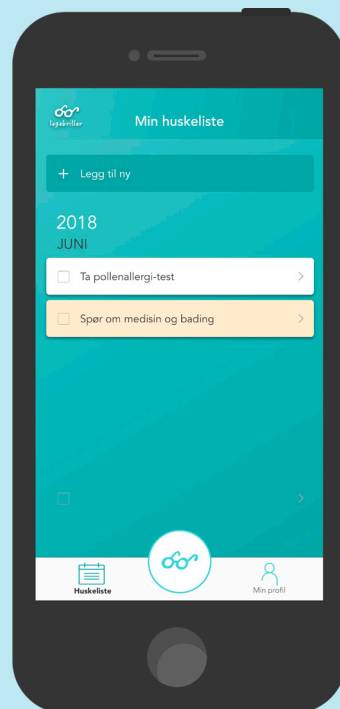 legebriller
Min huskeliste
+ Legg til ny
2018
JUNI
Ta pollenallergi-test
Spør om medisin og bading
Huskeliste
Min profil